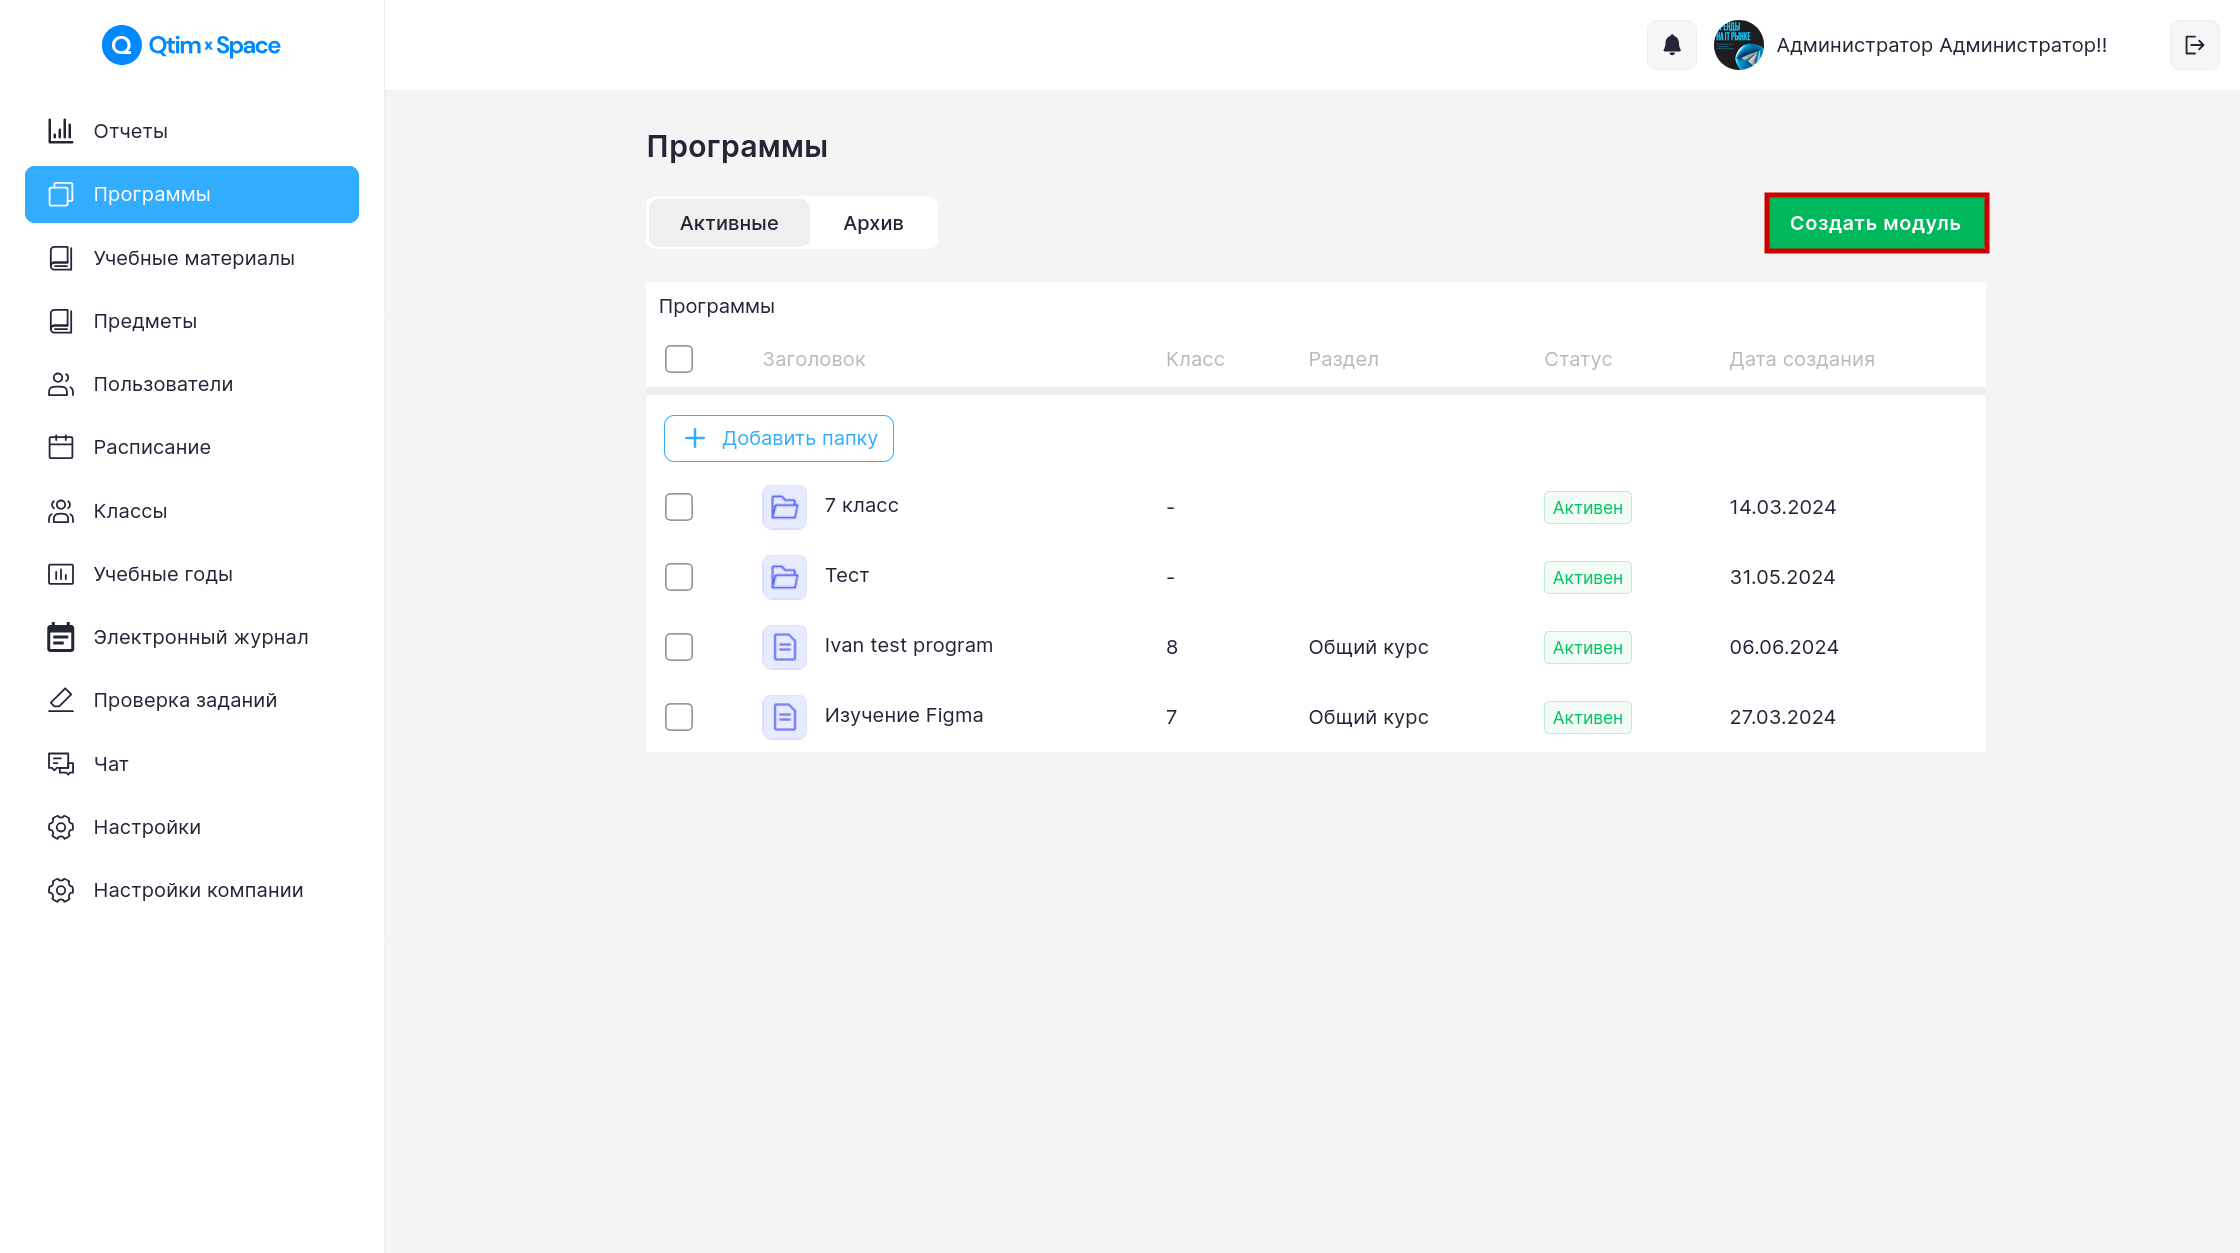 Qtim × Space
Администратор Администратор!!
Отчеты
Программы
Учебные материалы
Предметы
Пользователи
Расписание
Классы
Учебные годы
Электронный журнал
Проверка заданий
Чат
Настройки
Настройки компании
Программы
Активные Архив
Создать модуль
Программы
Заголовок Класс Раздел Статус Дата создания
Добавить папку
7 класс - Активен 14.03.2024
Тест - Активен 31.05.2024
Ivan test program 8 Общий курс Активен 06.06.2024
Изучение Figma 7 Общий курс Активен 27.03.2024